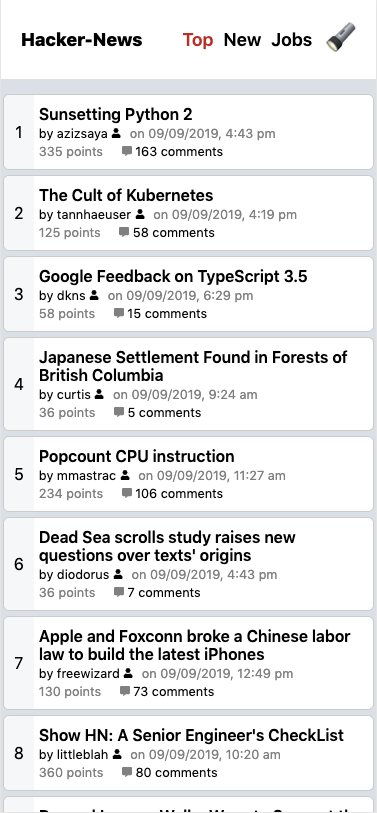 Hacker-News Top New Jobs
1 Sunsetting Python 2
by azizsaya on 09/09/2019, 4:43 pm
335 points 163 comments
2 The Cult of Kubernetes
by tannhaeuser on 09/09/2019, 4:19 pm
125 points 58 comments
3 Google Feedback on TypeScript 3.5
by dkns on 09/09/2019, 6:29 pm
58 points 15 comments
4 Japanese Settlement Found in Forests of
British Columbia
by curtis on 09/09/2019, 9:24 am
36 points 5 comments
5 Popcount CPU instruction
by mmastrac on 09/09/2019, 11:27 am
234 points 106 comments
6 Dead Sea scrolls study raises new
questions over texts' origins
by diodorus on 09/09/2019, 4:43 pm
36 points 7 comments
7 Apple and Foxconn broke a Chinese labor
law to build the latest iPhones
by freewizard on 09/09/2019, 12:49 pm
130 points 73 comments
8 Show HN: A Senior Engineer's CheckList
by littleblah on 09/09/2019, 10:20 am
360 points 80 comments